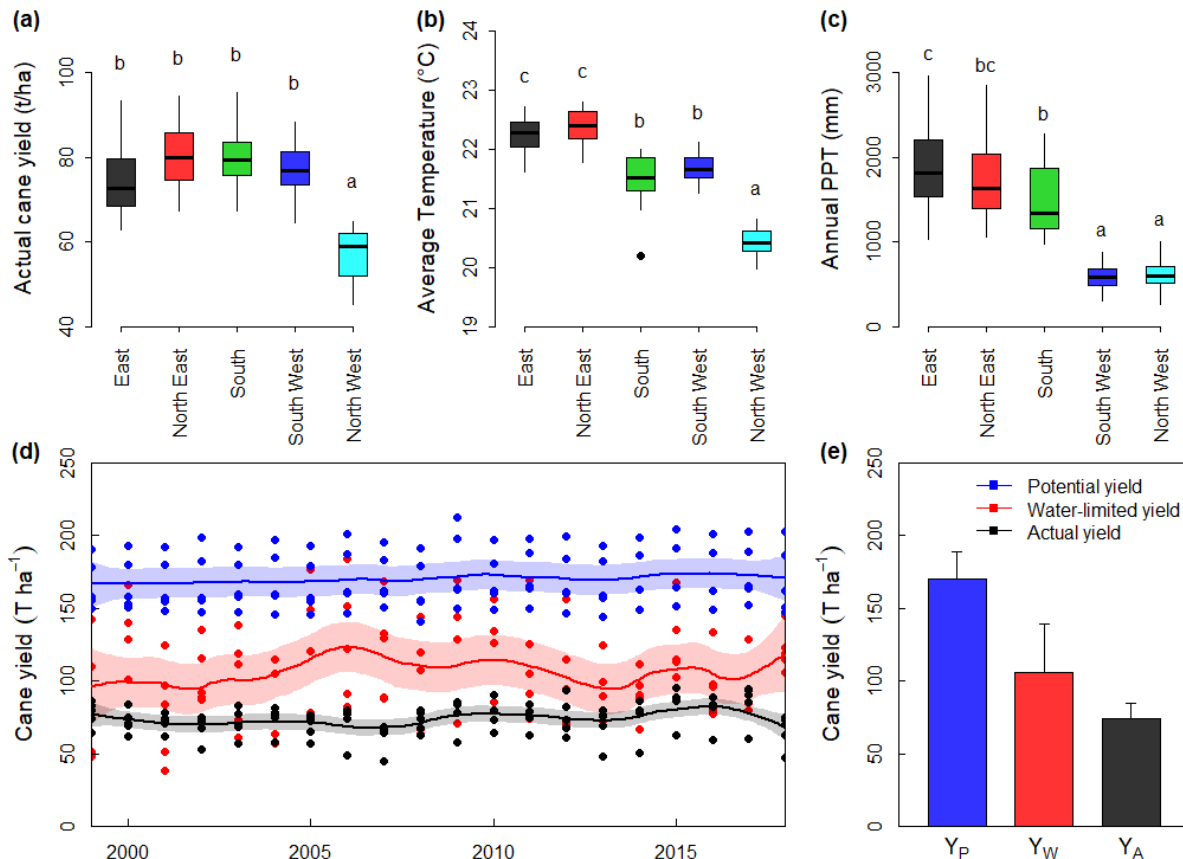 (a)
Actual cane yield (t/ha)
100
80
60
40
b
b
b
b
a
East
North East
South
South West
North West
(b)
Average Temperature (°C)
24
23
22
21
20
19
c
c
b
b
a
East
North East
South
South West
North West
(c)
Annual PPT (mm)
3000
2000
1000
0
c
bc
b
a
a
East
North East
South
South West
North West
(d)
Cane yield (T ha⁻¹)
250
200
150
100
50
0
2000
2005
2010
2015
(e)
Cane yield (T ha⁻¹)
250
200
150
100
50
0
Potential yield
Water-limited yield
Actual yield
Y_P
Y_W
Y_A